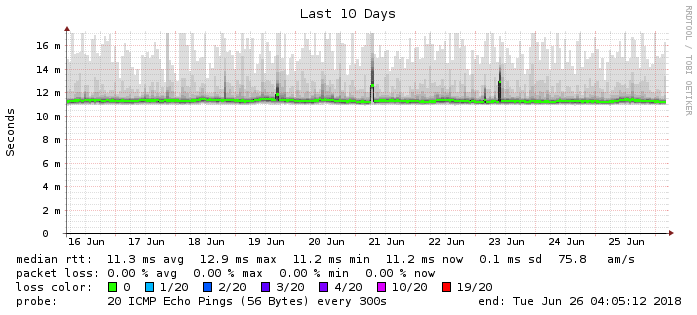 Last 10 Days
RRDTOOL / TOBI OETIKER
Seconds
16 m
14 m
12 m
10 m
8 m
6 m
4 m
2 m
0
16 Jun 17 Jun 18 Jun 19 Jun 20 Jun 21 Jun 22 Jun 23 Jun 24 Jun 25 Jun
median rtt: 11.3 ms avg 12.9 ms max 11.2 ms min 11.2 ms now 0.1 ms sd 75.8 am/s
packet loss: 0.00 % avg 0.00 % max 0.00 % min 0.00 % now
loss color: 0 1/20 2/20 3/20 4/20 10/20 19/20
probe: 20 ICMP Echo Pings (56 Bytes) every 300s end: Tue Jun 26 04:05:12 2018